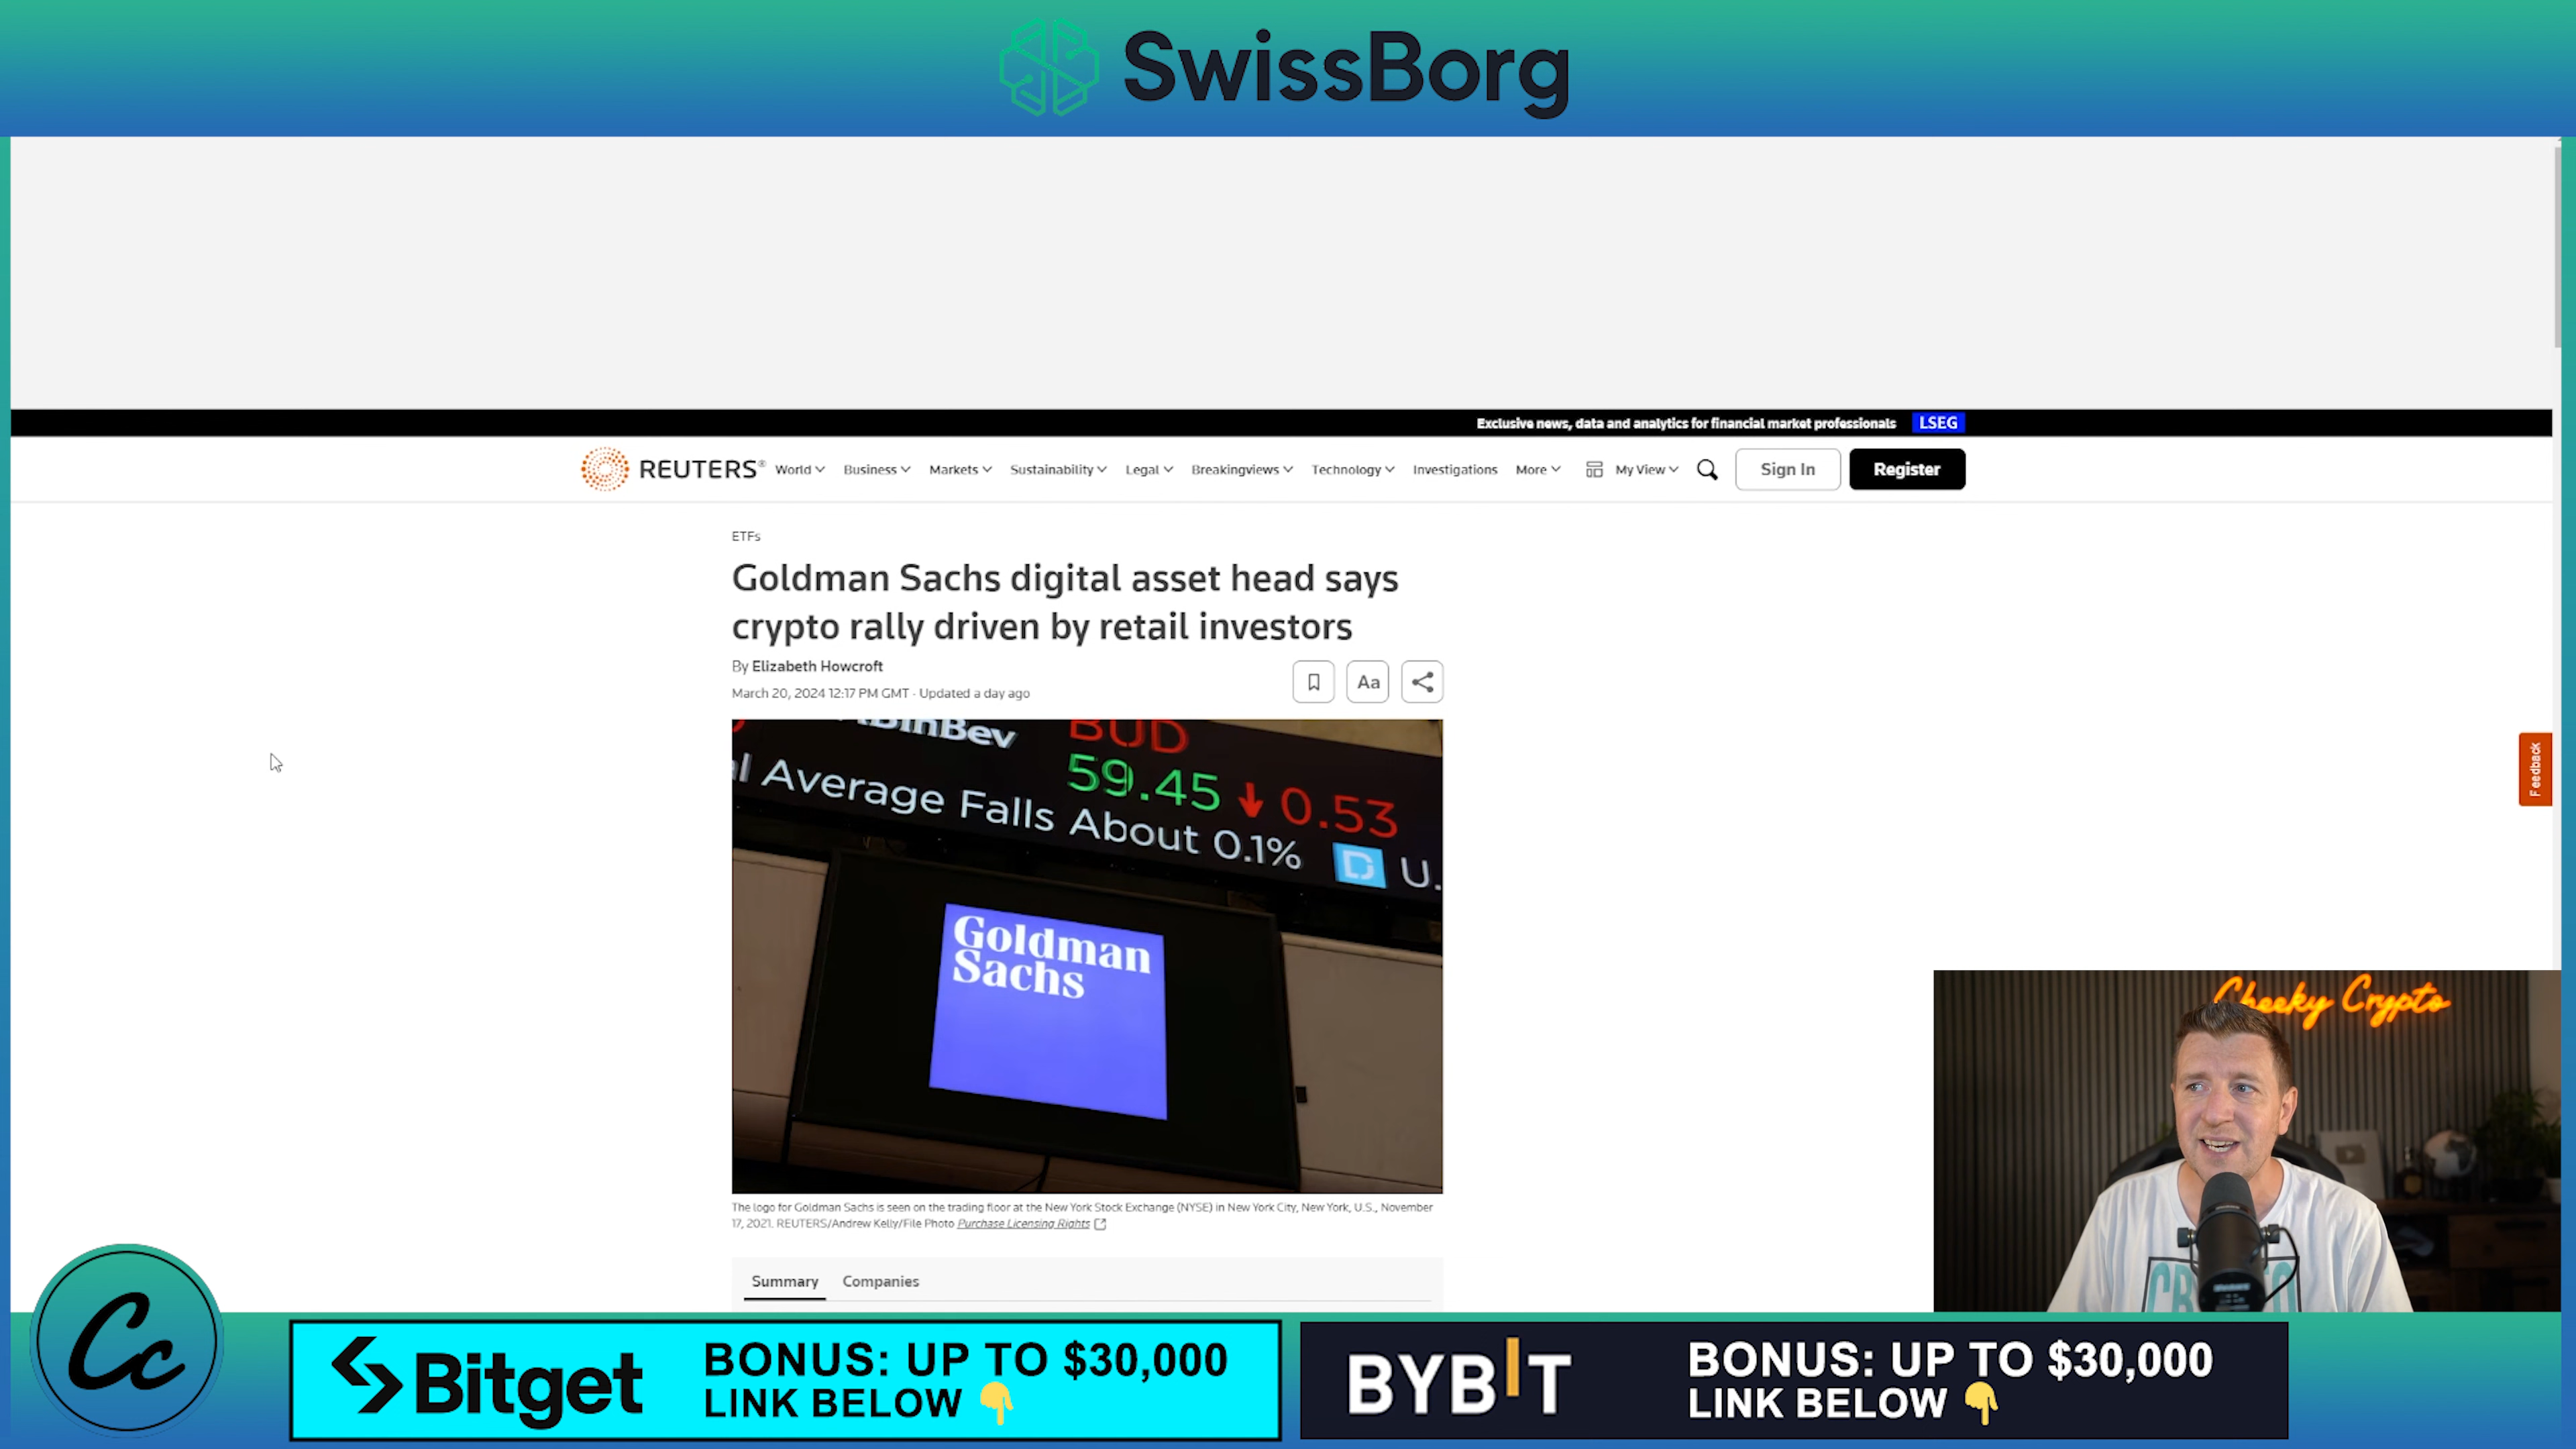 SwissBorg
Exclusive news, data and analytics for financial market professionals LSEG
REUTERS® World Business Markets Sustainability Legal Breakingviews Technology Investigations More My View Sign In Register
ETFs
Goldman Sachs digital asset head says
crypto rally driven by retail investors
By Elizabeth Howcroft
March 20, 2024 12:17 PM GMT · Updated a day ago
Aa
BUD
59.45 0.53
Average Falls About 0.1% U.
Goldman
Sachs
Feedback
The logo for Goldman Sachs is seen on the trading floor at the New York Stock Exchange (NYSE) in New York City, New York, U.S., November
17, 2021. REUTERS/Andrew Kelly/File Photo Purchase Licensing Rights
Summary Companies
Cheeky Crypto
Cc
Bitget
BONUS: UP TO $30,000
LINK BELOW 👇
BYBIT
BONUS: UP TO $30,000
LINK BELOW 👇